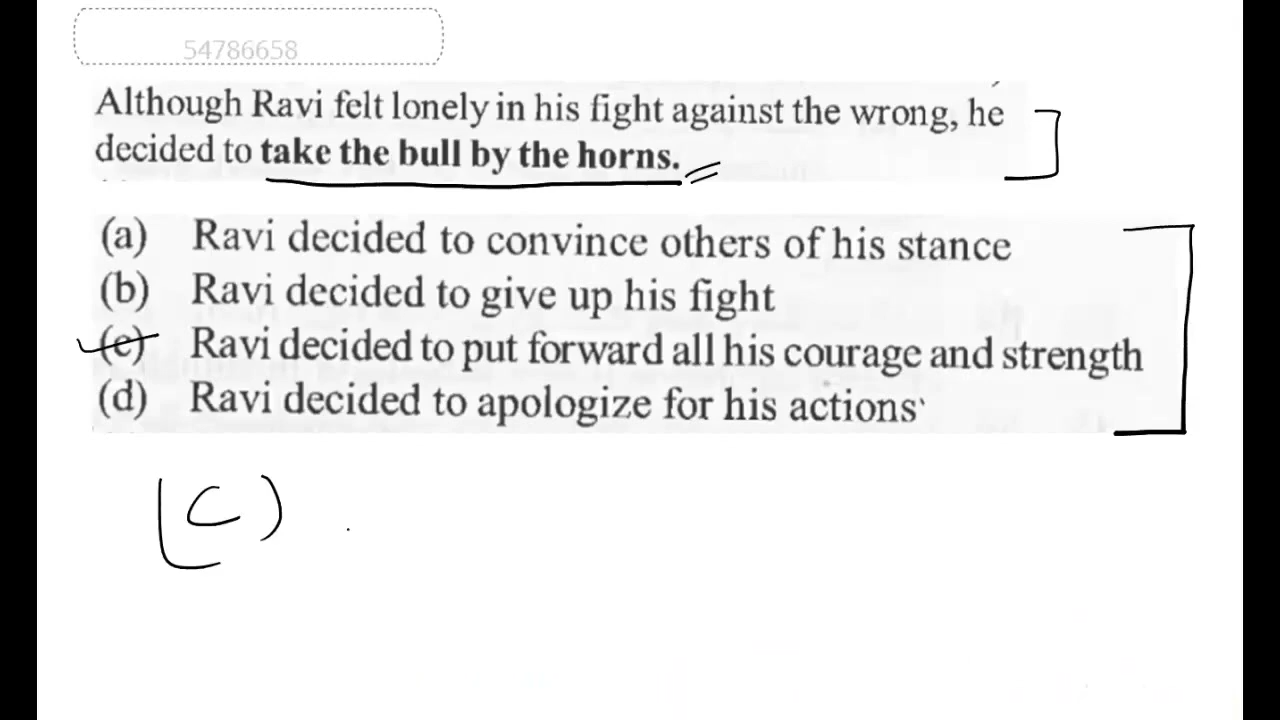 54786658
Although Ravi felt lonely in his fight against the wrong, he
decided to take the bull by the horns.
(a) Ravi decided to convince others of his stance
(b) Ravi decided to give up his fight
(c) Ravi decided to put forward all his courage and strength
(d) Ravi decided to apologize for his actions
(C)